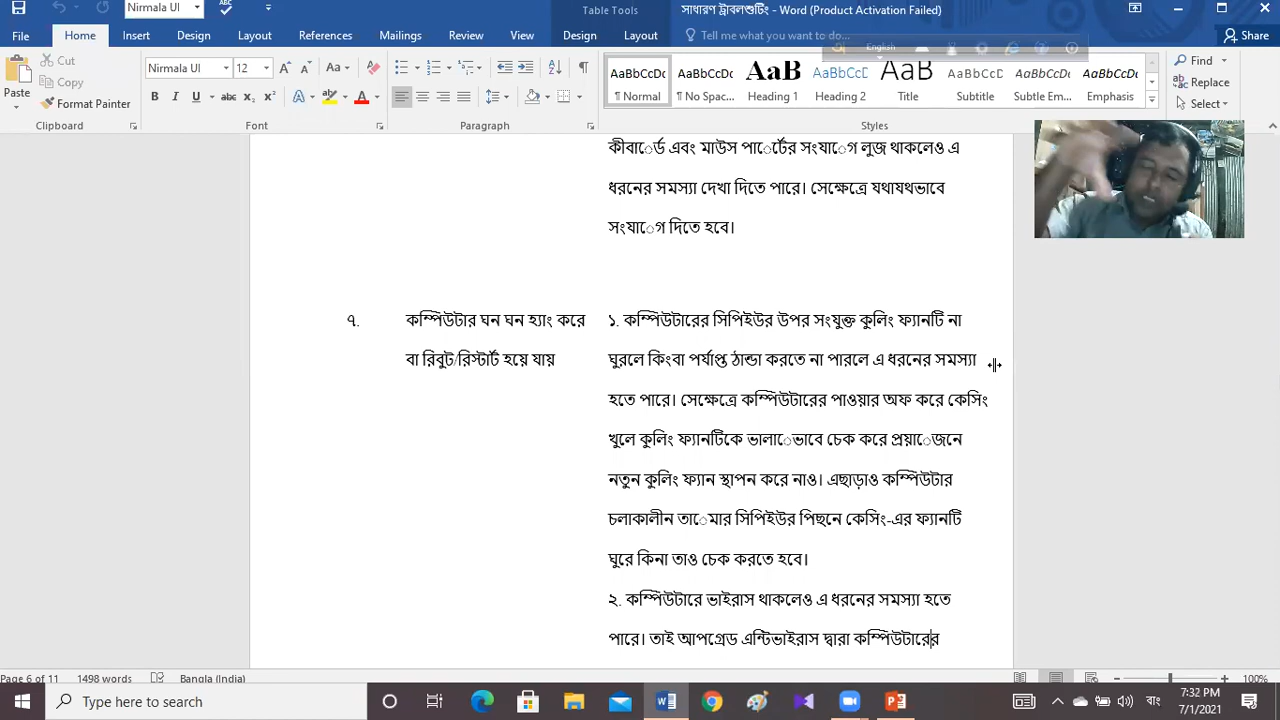 Nirmala UI
Table Tools
সাধারণ ট্রাবলশুটিং - Word (Product Activation Failed)
File Home Insert Design Layout References Mailings Review View Design Layout Tell me what you want to do... Share
English
Cut
Copy
Format Painter
Paste
Clipboard
Nirmala UI 12
Font
Paragraph
AaBbCcDc AaBbCcDc AaB AaBbCcD AaB AaBbCcD AaBbCcDc AaBbCcDc
¶ Normal ¶ No Spac... Heading 1 Heading 2 Title Subtitle Subtle Em... Emphasis
Styles
Find
Replace
Select
Editing
কীবাের্ড এবং মাউস পাের্টের সংযােগ লুজ থাকলেও এ
ধরনের সমস্যা দেখা দিতে পারে। সেক্ষেত্রে যথাযথভাবে
সংযােগ দিতে হবে।
৭. কম্পিউটার ঘন ঘন হ্যাং করে
বা রিবুট/রিস্টার্ট হয়ে যায়
১. কম্পিউটারের সিপিইউর উপর সংযুক্ত কুলিং ফ্যানটি না
ঘুরলে কিংবা পর্যাপ্ত ঠান্ডা করতে না পারলে এ ধরনের সমস্যা
হতে পারে। সেক্ষেত্রে কম্পিউটারের পাওয়ার অফ করে কেসিং
খুলে কুলিং ফ্যানটিকে ভালােভাবে চেক করে প্রয়ােজনে
নতুন কুলিং ফ্যান স্থাপন করে নাও। এছাড়াও কম্পিউটার
চলাকালীন তােমার সিপিইউর পিছনে কেসিং-এর ফ্যানটি
ঘুরে কিনা তাও চেক করতে হবে।
২. কম্পিউটারে ভাইরাস থাকলেও এ ধরনের সমস্যা হতে
পারে। তাই আপগ্রেড এন্টিভাইরাস দ্বারা কম্পিউটারের
Page 6 of 11 1498 words Bangla (India) 100%
Type here to search
বাং
7:32 PM
7/1/2021